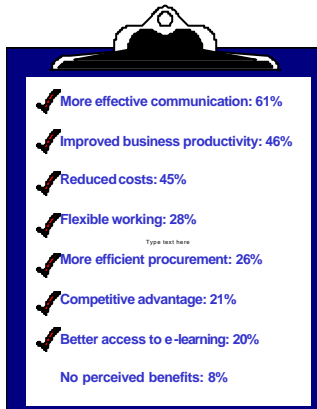 More effective communication: 61%
Improved business productivity: 46%
Reduced costs: 45%
Flexible working: 28%
Type text here
More efficient procurement: 26%
Competitive advantage: 21%
Better access to e-learning: 20%
No perceived benefits: 8%